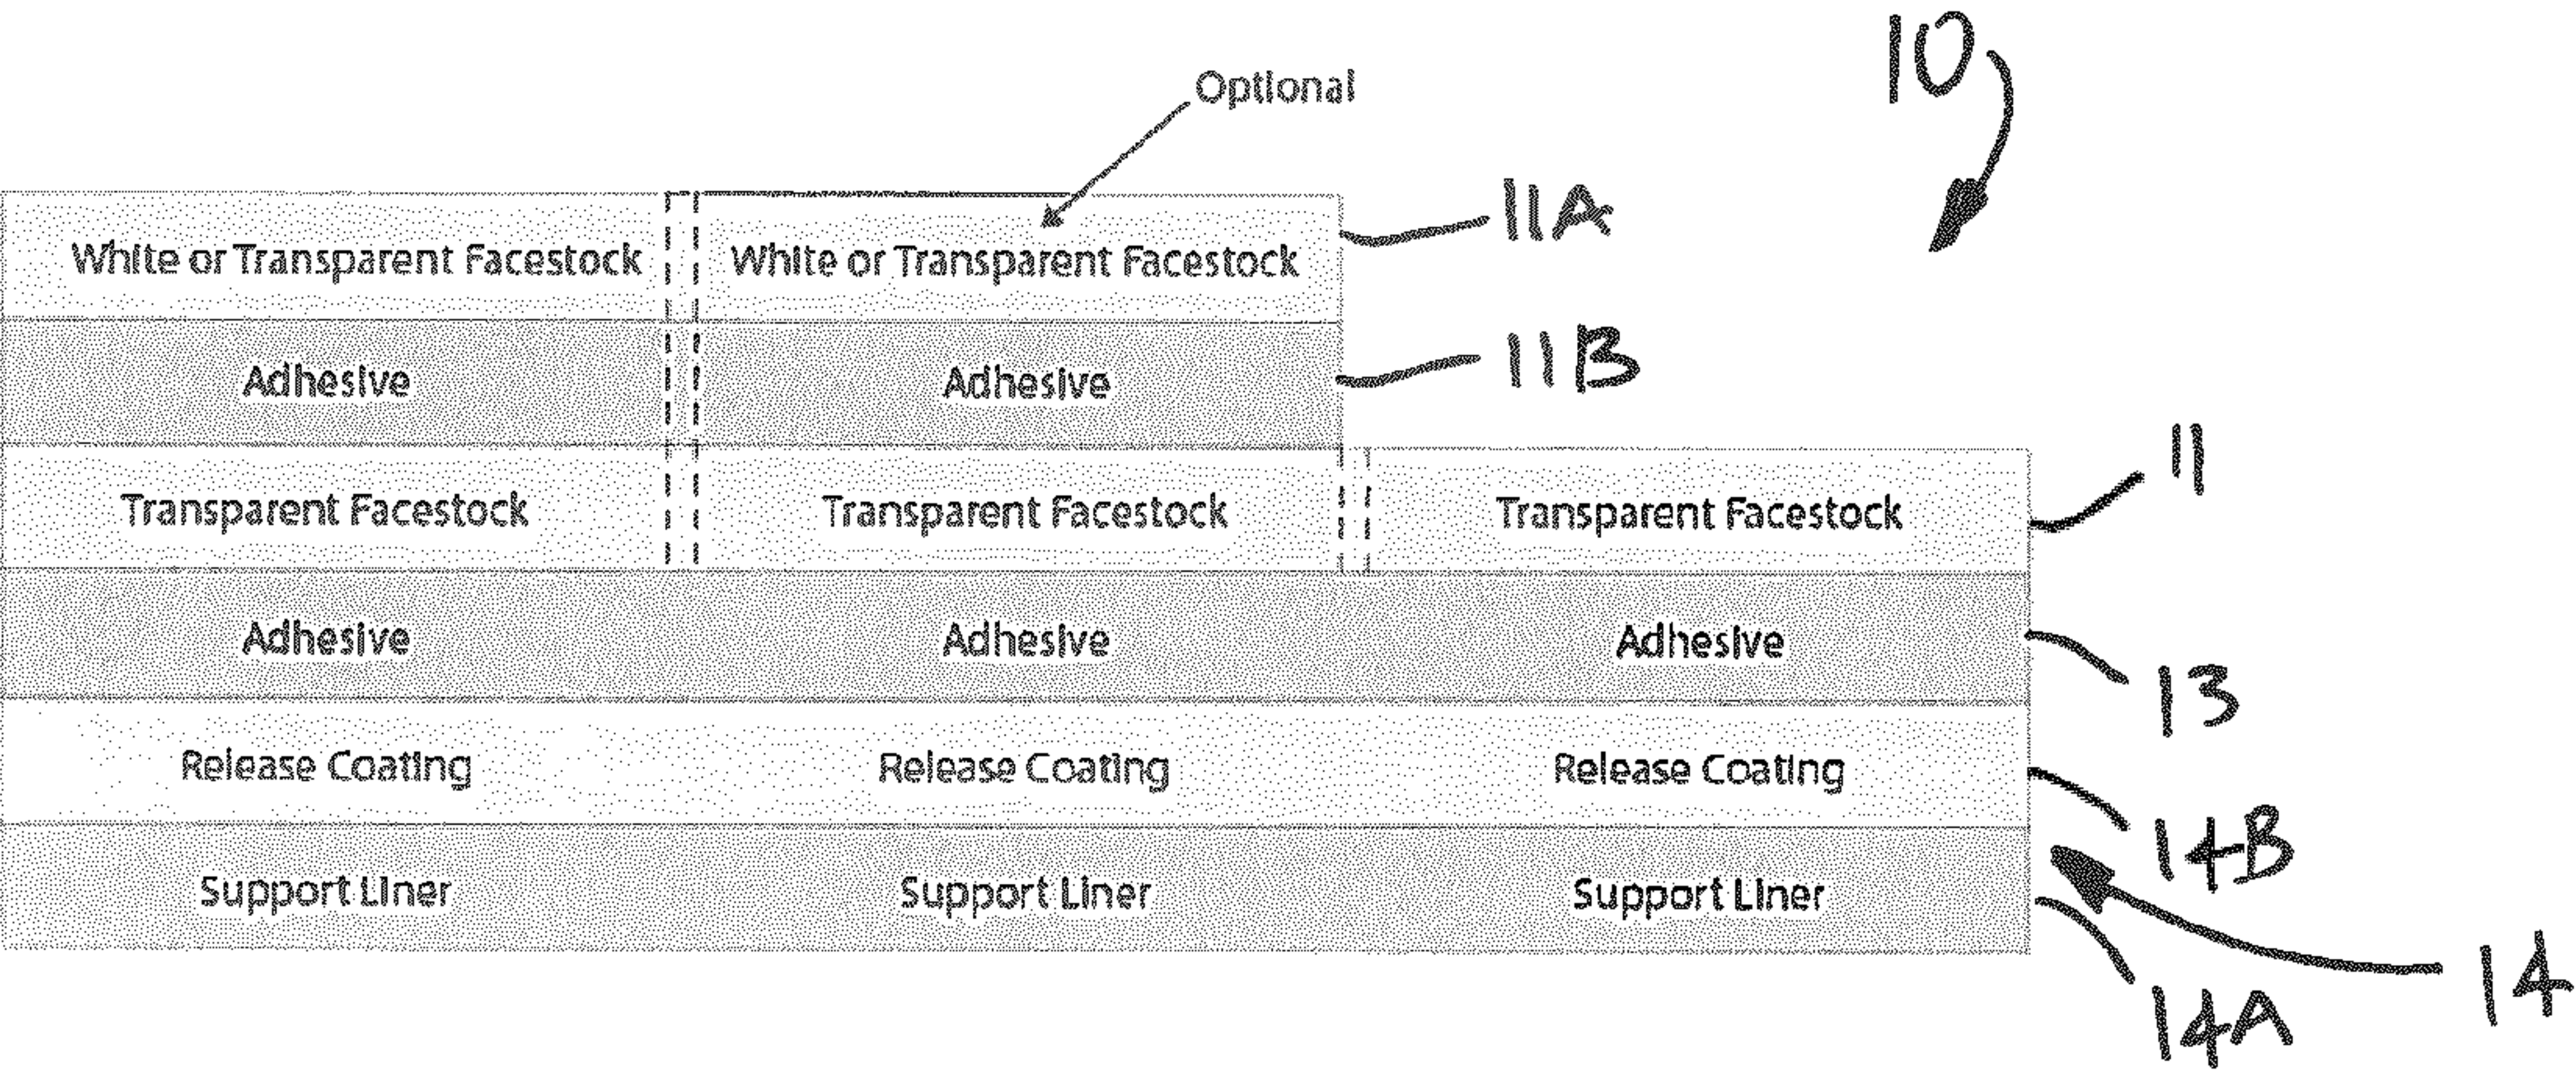 10
Optional
White or Transparent Facestock White or Transparent Facestock 11A
Adhesive Adhesive 11B
Transparent Facestock Transparent Facestock Transparent Facestock 11
Adhesive Adhesive Adhesive 13
Release Coating Release Coating Release Coating 14B
Support Liner Support Liner Support Liner 14
14A